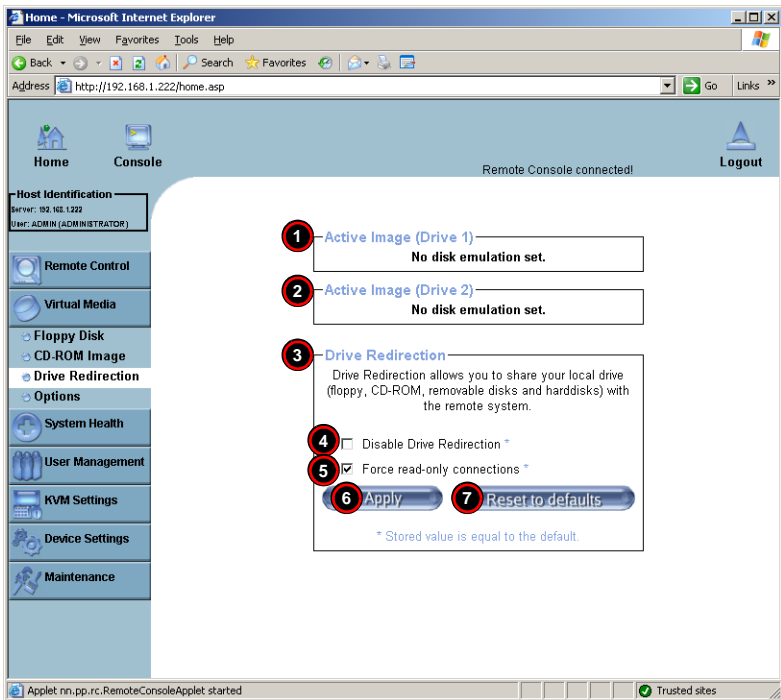 Home - Microsoft Internet Explorer
File Edit View Favorites Tools Help
Back Search Favorites
Address http://192.168.1.222/home.asp Go Links »
Home Console Logout
Remote Console connected!
Host Identification
Server: 192.168.1.222
User: ADMIN (ADMINISTRATOR)
Remote Control
Virtual Media
Floppy Disk
CD-ROM Image
Drive Redirection
Options
System Health
User Management
KVM Settings
Device Settings
Maintenance
1 Active Image (Drive 1)
No disk emulation set.
2 Active Image (Drive 2)
No disk emulation set.
3 Drive Redirection
Drive Redirection allows you to share your local drive
(floppy, CD-ROM, removable disks and harddisks) with
the remote system.
4 Disable Drive Redirection *
5 Force read-only connections *
6 Apply 7 Reset to defaults
* Stored value is equal to the default.
Applet nn.pp.rc.RemoteConsoleApplet started Trusted sites